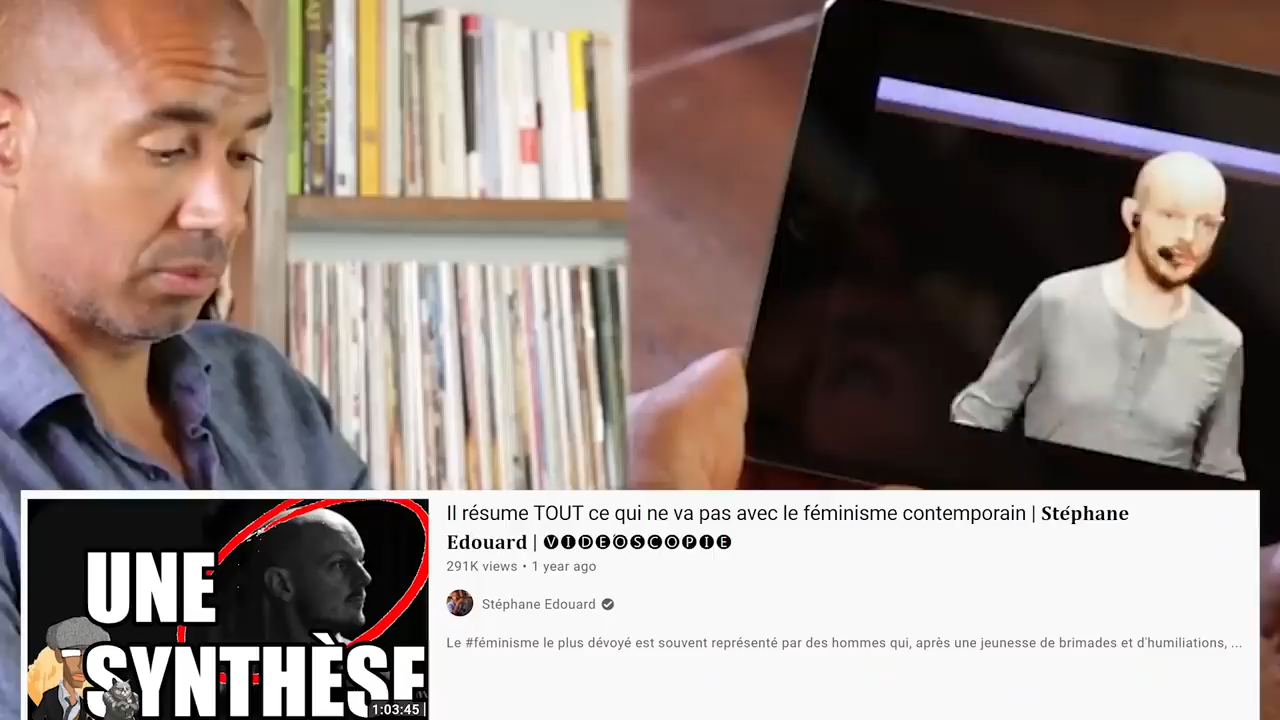 Il résume TOUT ce qui ne va pas avec le féminisme contemporain | Stéphane
Edouard | VIDEOSCOPIE
291K views • 1 year ago
Stéphane Edouard
Le #féminisme le plus dévoyé est souvent représenté par des hommes qui, après une jeunesse de brimades et d'humiliations, ...
UNE
SYNTHÈSE
1:03:45